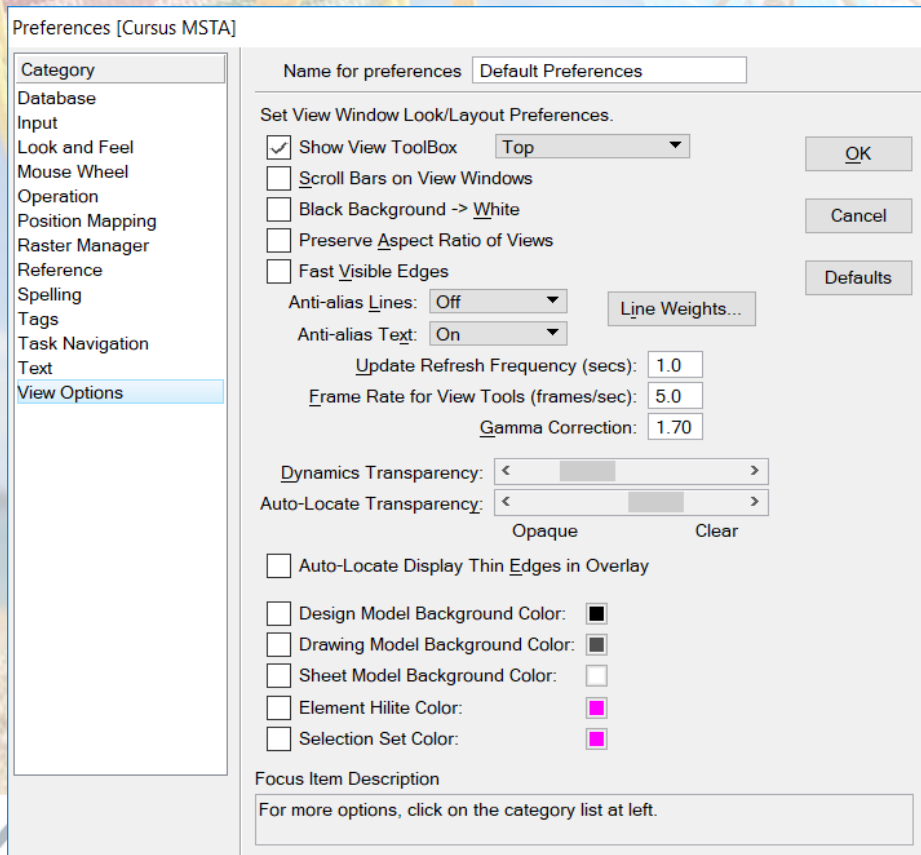 Preferences [Cursus MSTA]
Category
Database
Input
Look and Feel
Mouse Wheel
Operation
Position Mapping
Raster Manager
Reference
Spelling
Tags
Task Navigation
Text
View Options
Name for preferences Default Preferences
Set View Window Look/Layout Preferences.
Show View ToolBox Top
Scroll Bars on View Windows
Black Background -> White
Preserve Aspect Ratio of Views
Fast Visible Edges
Anti-alias Lines: Off
Line Weights...
Anti-alias Text: On
Update Refresh Frequency (secs): 1.0
Frame Rate for View Tools (frames/sec): 5.0
Gamma Correction: 1.70
Dynamics Transparency:
Auto-Locate Transparency:
Opaque Clear
Auto-Locate Display Thin Edges in Overlay
Design Model Background Color:
Drawing Model Background Color:
Sheet Model Background Color:
Element Hilite Color:
Selection Set Color:
Focus Item Description
For more options, click on the category list at left.
OK
Cancel
Defaults